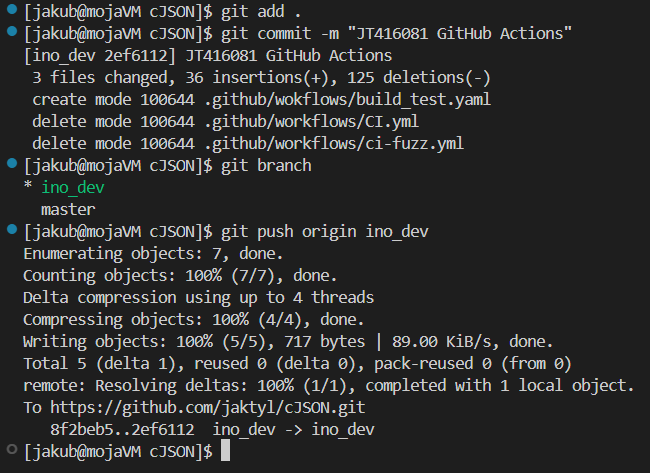 [jakub@mojaVM cJSON]$ git add .
[jakub@mojaVM cJSON]$ git commit -m "JT416081 GitHub Actions"
[ino_dev 2ef6112] JT416081 GitHub Actions
3 files changed, 36 insertions(+), 125 deletions(-)
create mode 100644 .github/wokflows/build_test.yaml
delete mode 100644 .github/workflows/CI.yml
delete mode 100644 .github/workflows/ci-fuzz.yml
[jakub@mojaVM cJSON]$ git branch
* ino_dev
master
[jakub@mojaVM cJSON]$ git push origin ino_dev
Enumerating objects: 7, done.
Counting objects: 100% (7/7), done.
Delta compression using up to 4 threads
Compressing objects: 100% (4/4), done.
Writing objects: 100% (5/5), 717 bytes | 89.00 KiB/s, done.
Total 5 (delta 1), reused 0 (delta 0), pack-reused 0 (from 0)
remote: Resolving deltas: 100% (1/1), completed with 1 local object.
To https://github.com/jaktyl/cJSON.git
8f2beb5..2ef6112  ino_dev -> ino_dev
[jakub@mojaVM cJSON]$